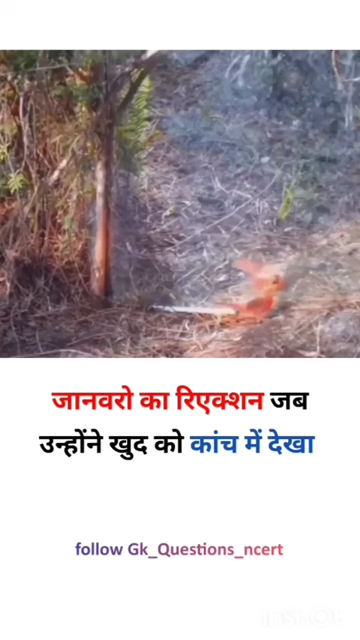 जानवरो का रिएक्शन जब
उन्होंने खुद को कांच में देखा
follow Gk_Questions_ncert